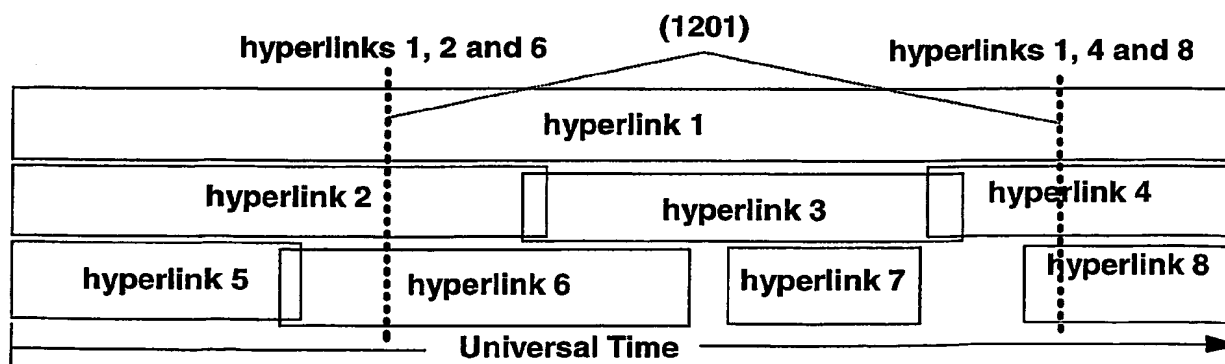 (1201)
hyperlinks 1, 2 and 6
hyperlinks 1, 4 and 8
hyperlink 1
hyperlink 2
hyperlink 3
hyperlink 4
hyperlink 5
hyperlink 6
hyperlink 7
hyperlink 8
Universal Time